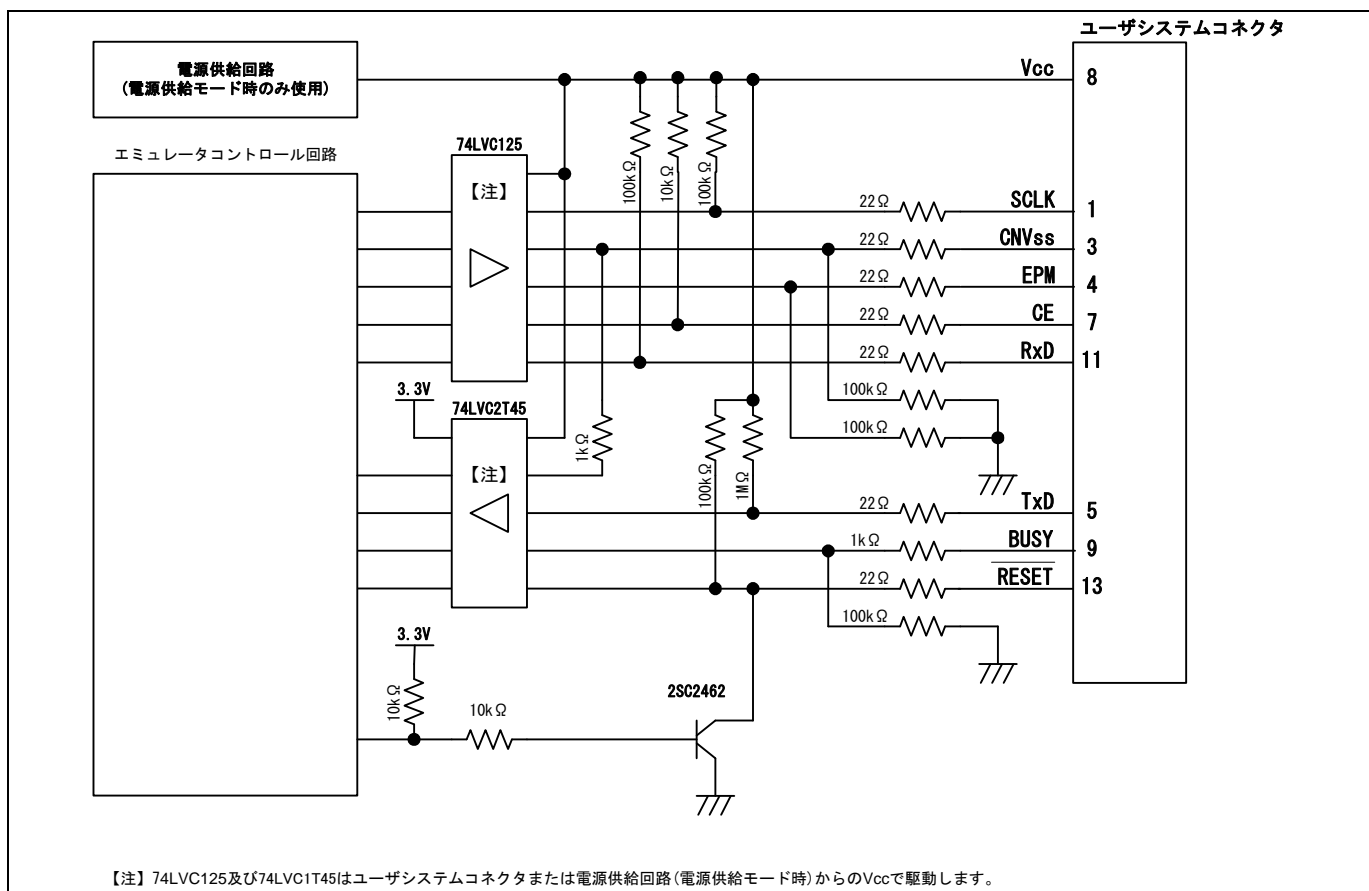 ユーザシステムコネクタ
電源供給回路
(電源供給モード時のみ使用)
Vcc
8
エミュレータコントロール回路
74LVC125
【注】
100kΩ
10kΩ
100kΩ
22Ω
SCLK
1
22Ω
CNVss
3
22Ω
EPM
4
22Ω
CE
7
22Ω
RxD
11
3.3V
74LVC2T45
【注】
1kΩ
100kΩ
1MΩ
100kΩ
100kΩ
22Ω
TxD
5
1kΩ
BUSY
9
22Ω
RESET
13
100kΩ
3.3V
10kΩ
10kΩ
2SC2462
【注】74LVC125及び74LVC1T45はユーザシステムコネクタまたは電源供給回路(電源供給モード時)からのVccで駆動します。